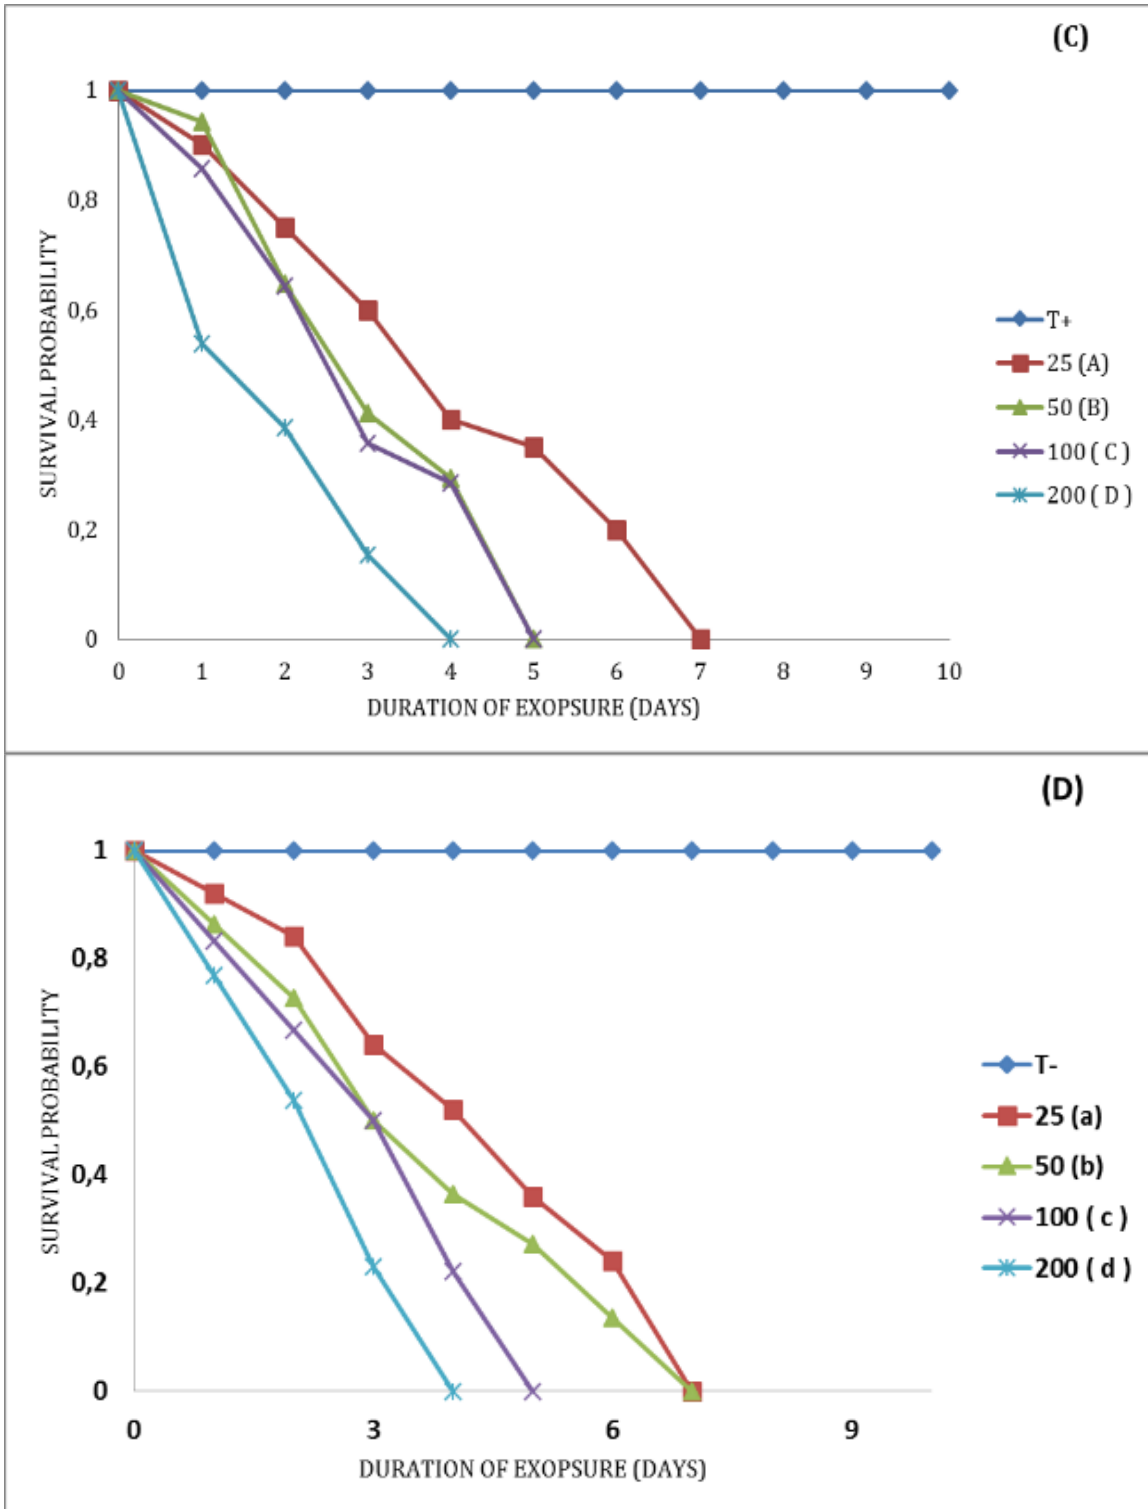 (C)
1
0,8
0,6
0,4
0,2
0
SURVIVAL PROBABILITY
0 1 2 3 4 5 6 7 8 9 10
DURATION OF EXOPSURE (DAYS)
T+
25 (A)
50 (B)
100 ( C )
200 ( D )
(D)
1
0,8
0,6
0,4
0,2
0
SURVIVAL PROBABILITY
0 3 6 9
DURATION OF EXOPSURE (DAYS)
T-
25 (a)
50 (b)
100 ( c )
200 ( d )